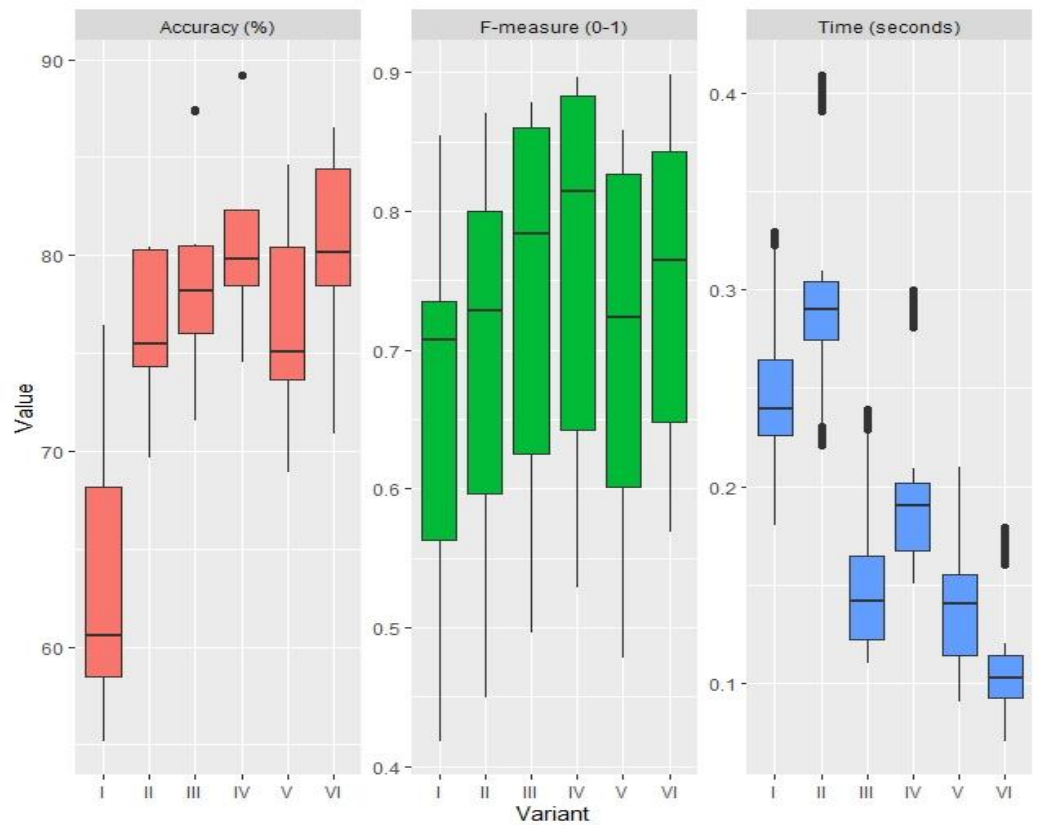 Accuracy (%)
F-measure (0-1)
Time (seconds)
Value
90
80
70
60
0.9
0.8
0.7
0.6
0.5
0.4
0.4
0.3
0.2
0.1
I II III IV V VI
I II III IV V VI
I II III IV V VI
Variant